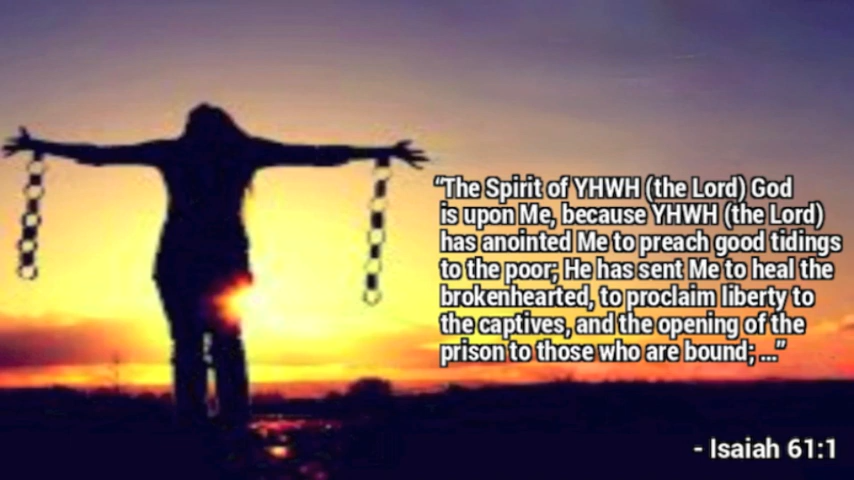 “The Spirit of YHWH (the Lord) God
is upon Me, because YHWH (the Lord)
has anointed Me to preach good tidings
to the poor; He has sent Me to heal the
brokenhearted, to proclaim liberty to
the captives, and the opening of the
prison to those who are bound; ...”
- Isaiah 61:1